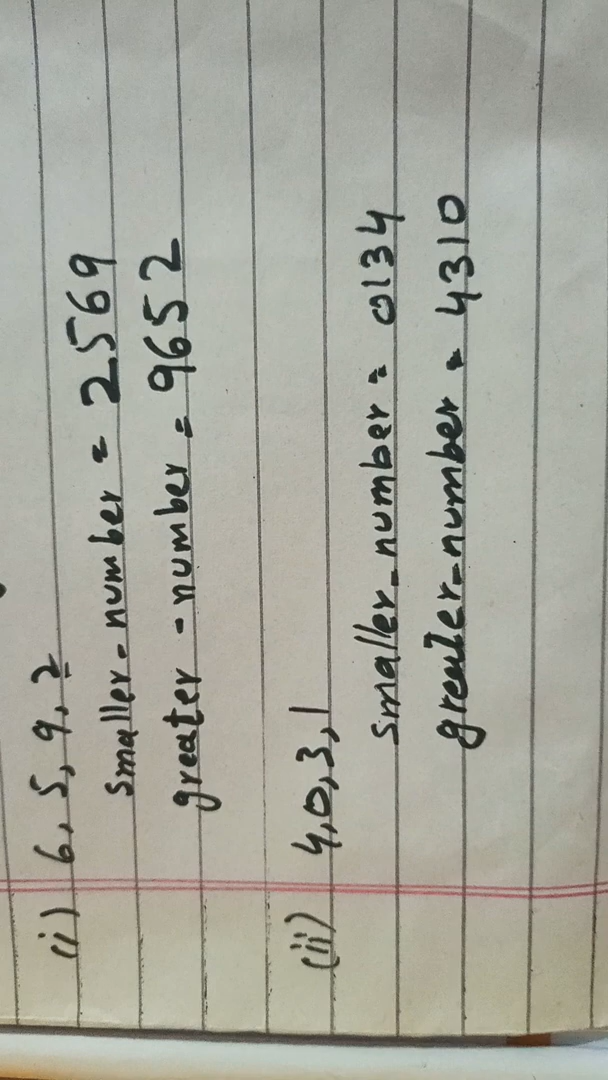 (i) 6, 5, 9, 2
smaller - number = 2569
greater - number = 9652
(ii) 4, 0, 3, 1
smaller - number = 0134
greater - number = 4310